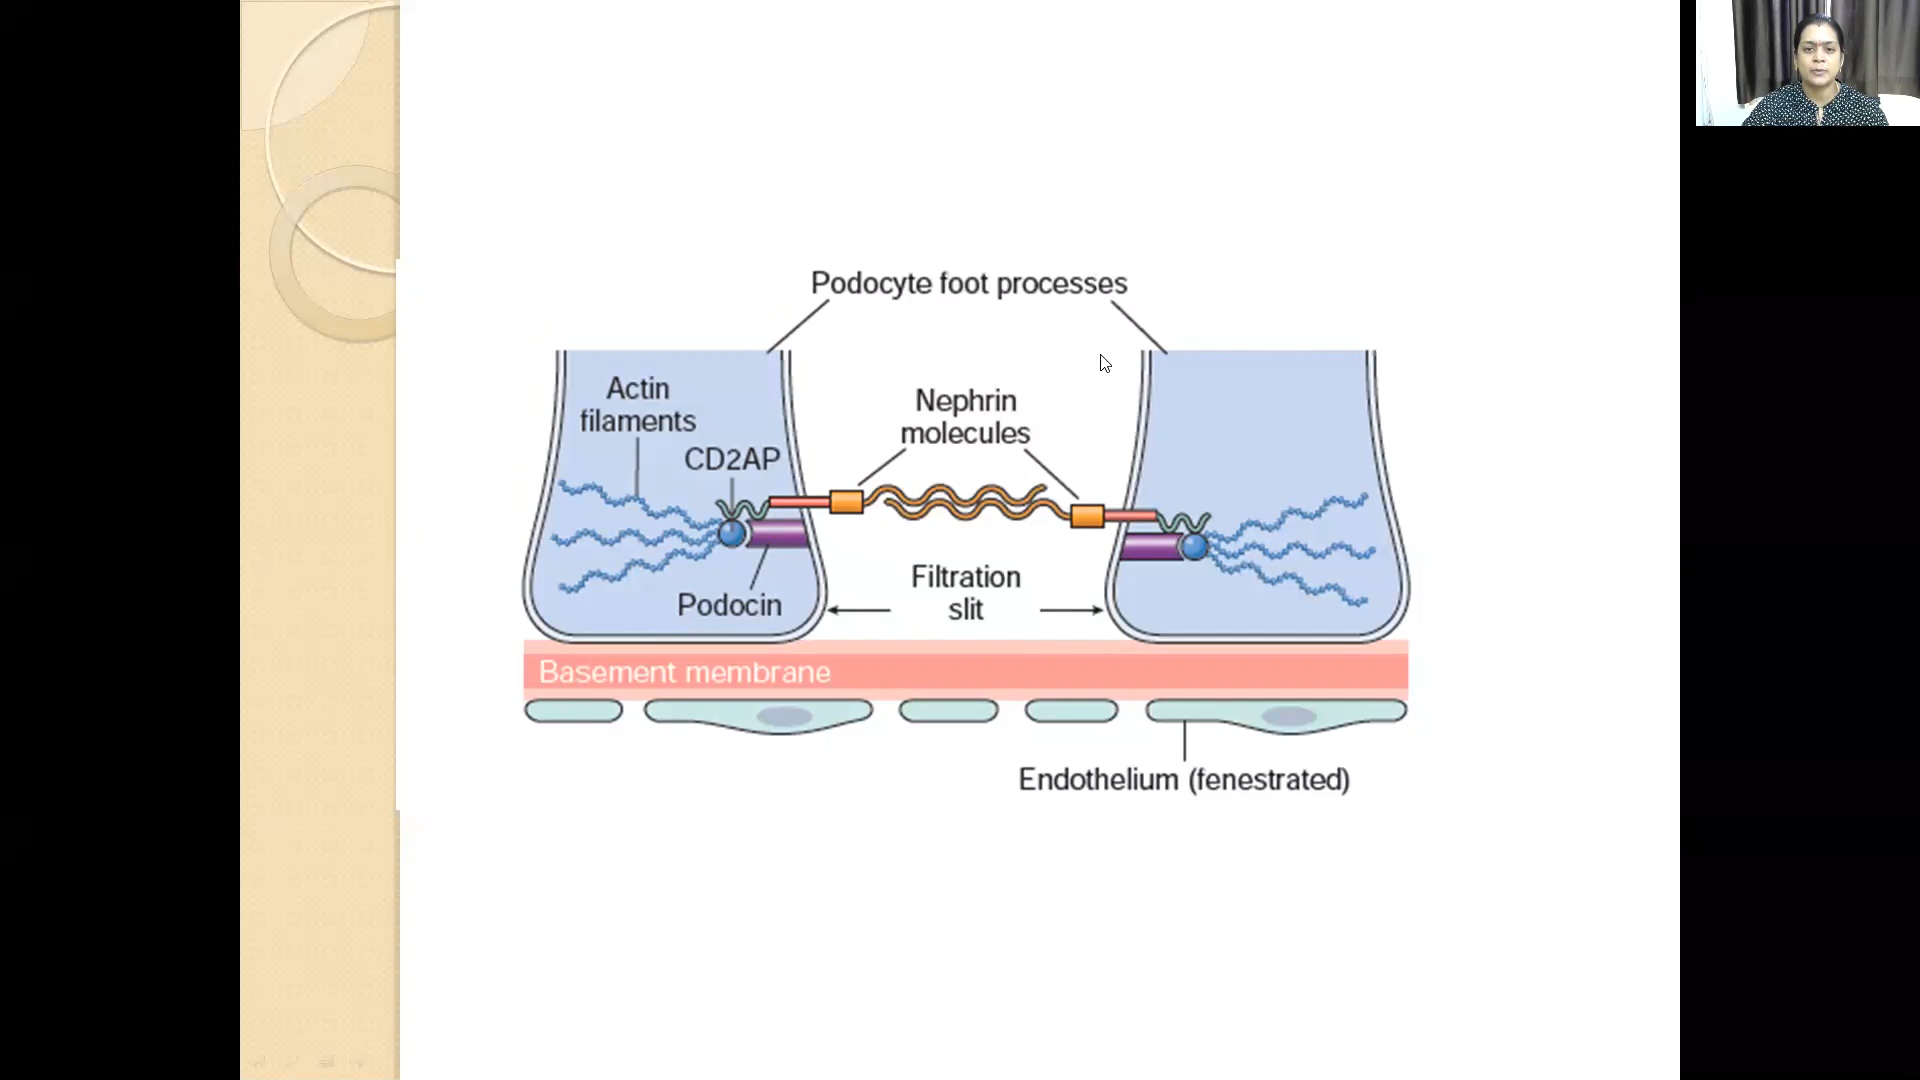 Podocyte foot processes
Actin
filaments
CD2AP
Nephrin
molecules
Podocin
Filtration
slit
Basement membrane
Endothelium (fenestrated)